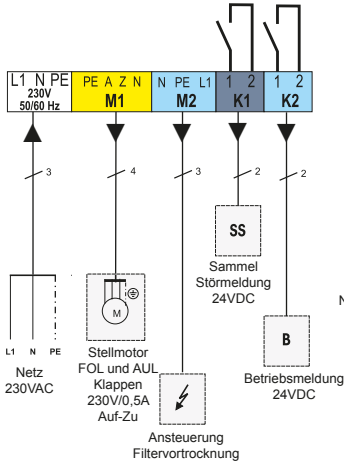 L1 N PE PE A Z N N PE L1 1 2 1 2
230V
50/60 Hz
M1 M2 K1 K2
3 4 3 2 2
SS
Sammel
Störmeldung
24VDC
M
L1 N PE
Netz
230VAC
Stellmotor
FOL und AUL
Klappen
230V/0,5A
Auf-Zu
N
B
Betriebsmeldung
24VDC
Ansteuerung
Filtervortrocknung